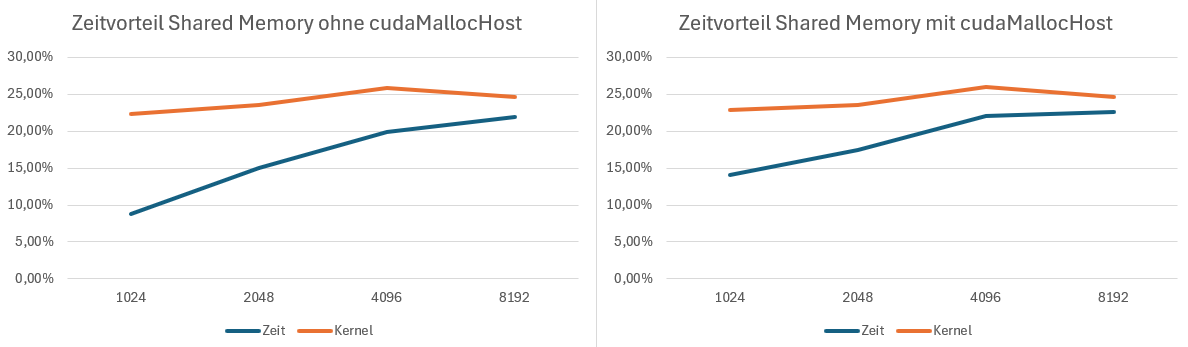 Zeitvorteil Shared Memory ohne cudaMallocHost
30,00%
25,00%
20,00%
15,00%
10,00%
5,00%
0,00%
1024 2048 4096 8192
Zeit Kernel
Zeitvorteil Shared Memory mit cudaMallocHost
30,00%
25,00%
20,00%
15,00%
10,00%
5,00%
0,00%
1024 2048 4096 8192
Zeit Kernel